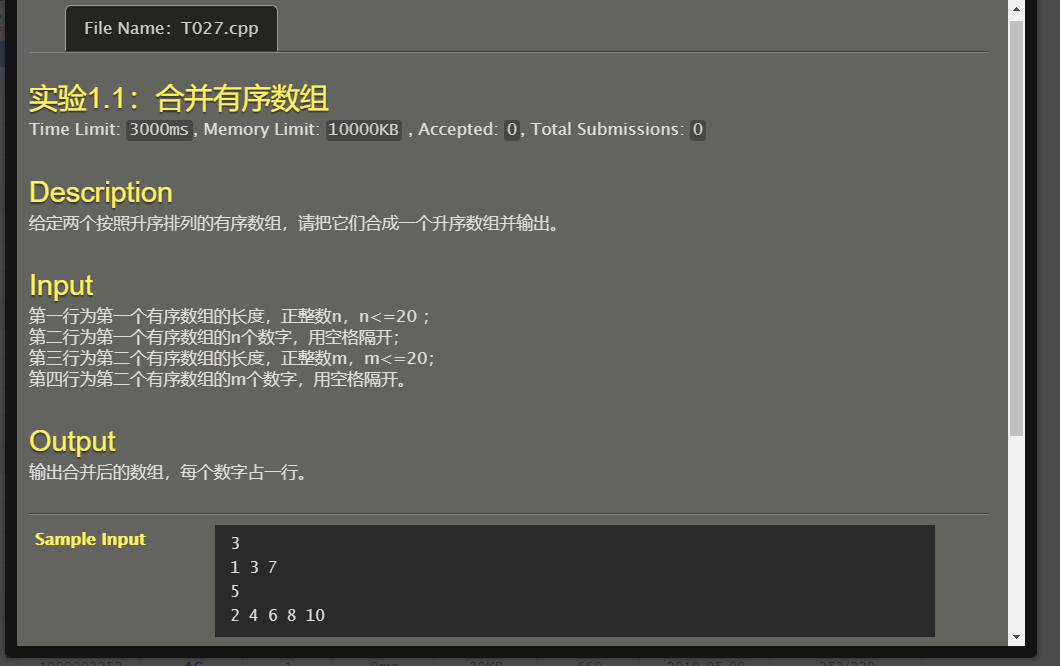 File Name：T027.cpp
实验1.1：合并有序数组
Time Limit: 3000ms, Memory Limit: 10000KB , Accepted: 0, Total Submissions: 0
Description
给定两个按照升序排列的有序数组，请把它们合成一个升序数组并输出。
Input
第一行为第一个有序数组的长度，正整数n，n<=20 ；
第二行为第一个有序数组的n个数字，用空格隔开；
第三行为第二个有序数组的长度，正整数m，m<=20；
第四行为第二个有序数组的m个数字，用空格隔开。
Output
输出合并后的数组，每个数字占一行。
Sample Input
3
1 3 7
5
2 4 6 8 10